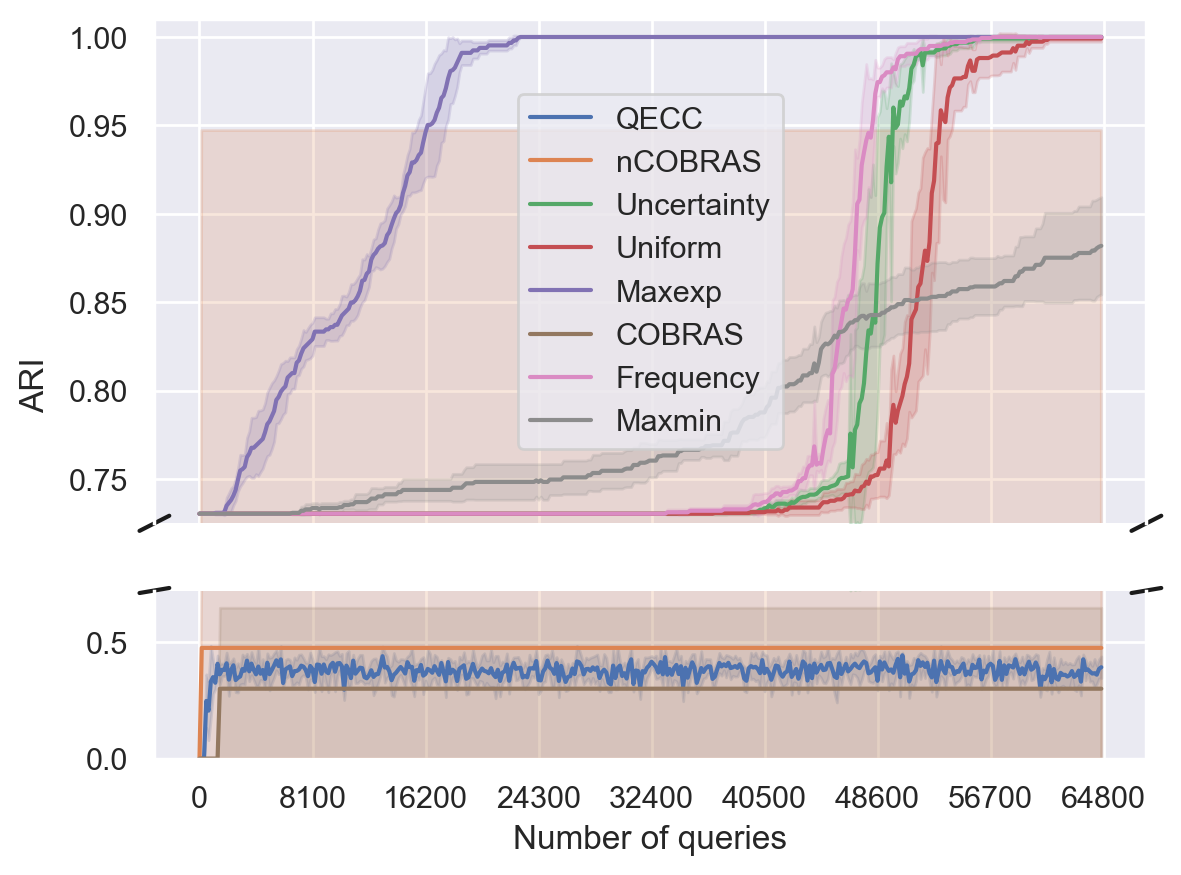 1.00
0.95
0.90
0.85
0.80
0.75
0.5
0.0
ARI
QECC
nCOBRAS
Uncertainty
Uniform
Maxexp
COBRAS
Frequency
Maxmin
0 8100 16200 24300 32400 40500 48600 56700 64800
Number of queries